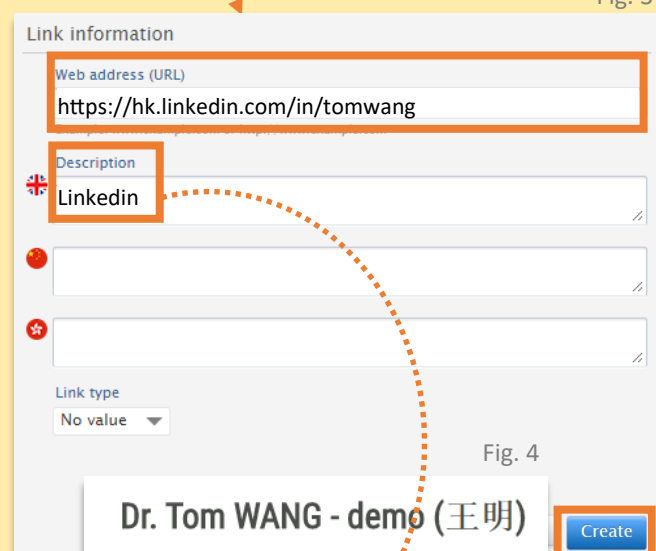 Link information
Web address (URL)
https://hk.linkedin.com/in/tomwang
Description
Linkedin
Link type
No value
Fig. 4
Dr. Tom WANG - demo (王明)
Create